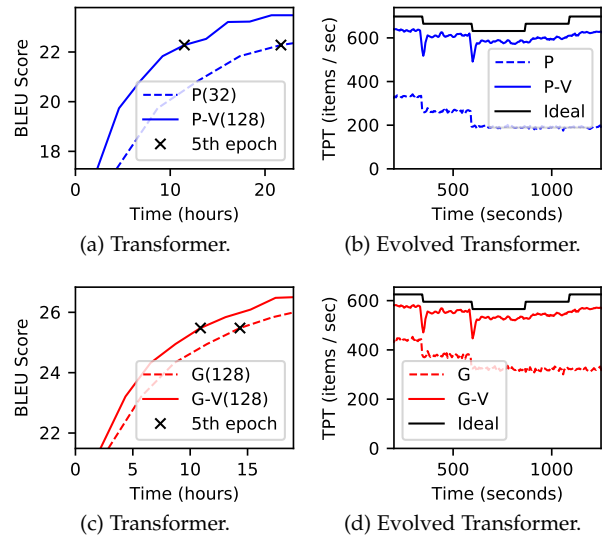 BLEU Score
22
20
18
P(32)
P-V(128)
5th epoch
0
10
20
Time (hours)
(a) Transformer.
TPT (items / sec)
600
400
200
0
P
P-V
Ideal
500
1000
Time (seconds)
(b) Evolved Transformer.
BLEU Score
26
24
22
G(128)
G-V(128)
5th epoch
0
5
10
15
Time (hours)
(c) Transformer.
TPT (items / sec)
600
400
200
0
G
G-V
Ideal
500
1000
Time (seconds)
(d) Evolved Transformer.